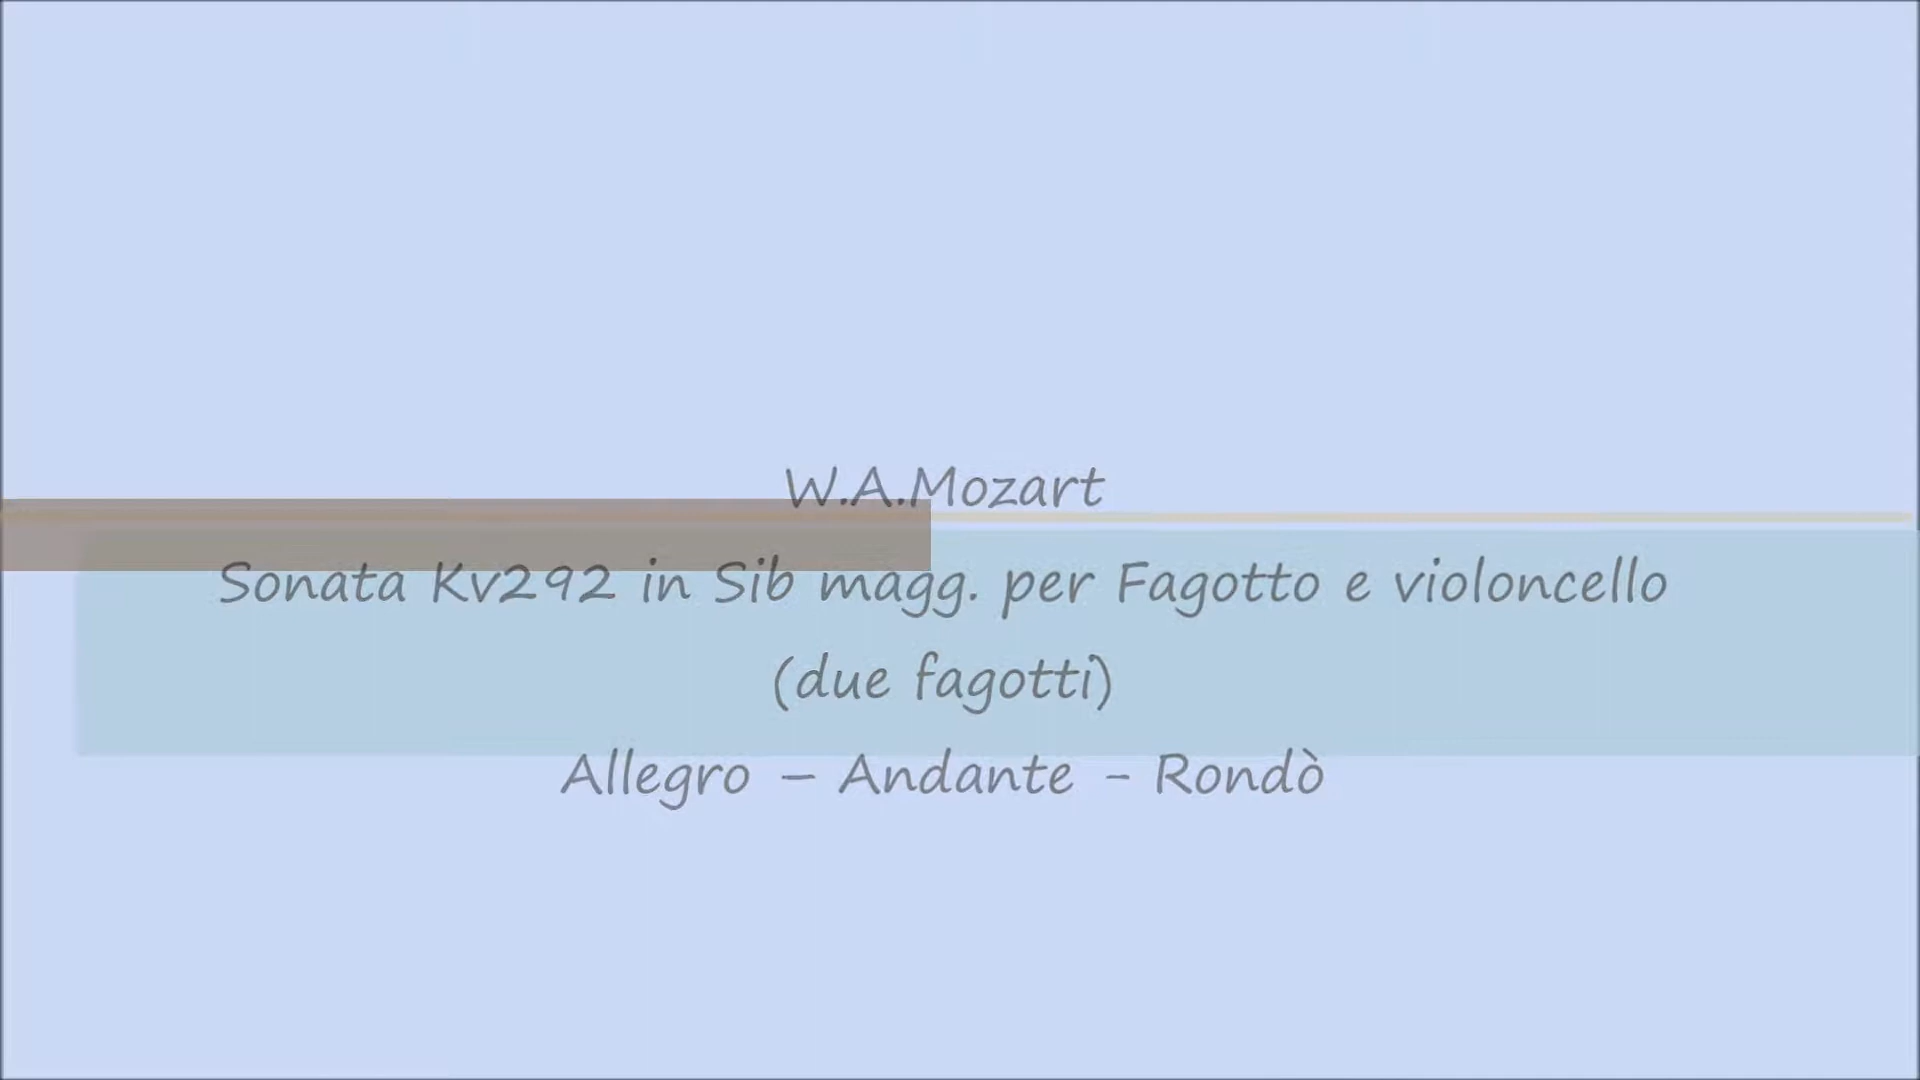 W.A.Mozart
Sonata Kv292 in Sib magg. per Fagotto e violoncello
(due fagotti)
Allegro – Andante - Rondò